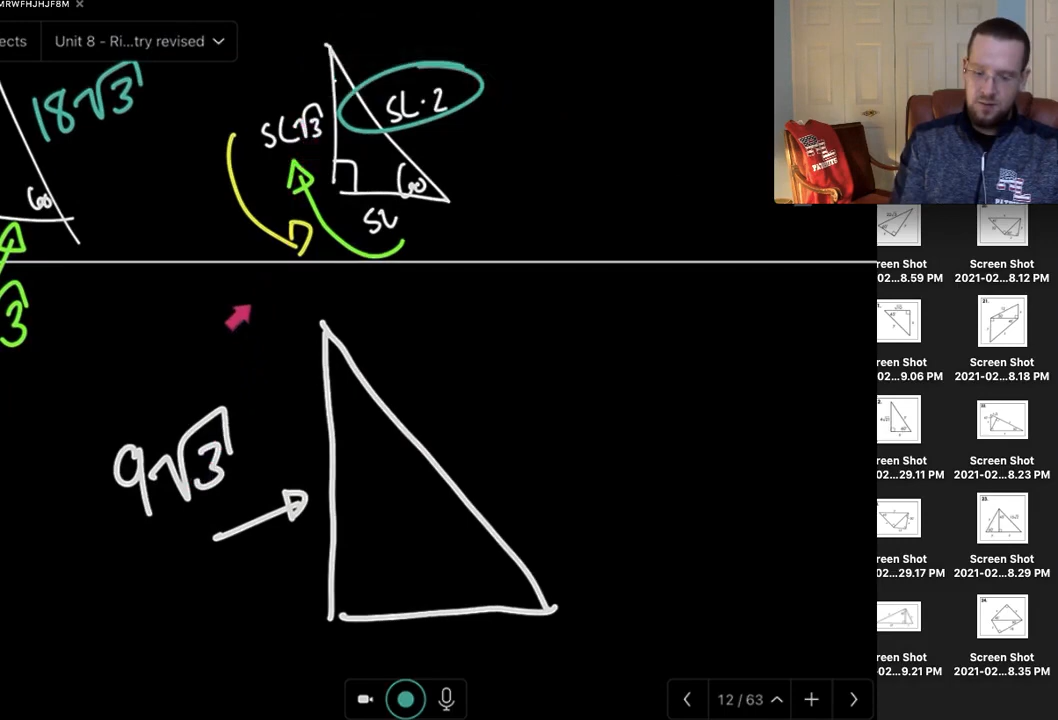 MRWFHJHJF8M ×
ects
Unit 8 - Ri...try revised
18√3
60
3
SL√3
SL·2
60
SL
9√3
reen Shot
02...8.59 PM
Screen Shot
2021-02...8.12 PM
reen Shot
02...9.06 PM
21.
Screen Shot
2021-02...8.18 PM
reen Shot
29.11 PM
Screen Shot
2021-02...8.23 PM
reen Shot
02...29.17 PM
23.
Screen Shot
2021-02...8.29 PM
reen Shot
02...9.21 PM
24.
Screen Shot
2021-02...8.35 PM
12/63